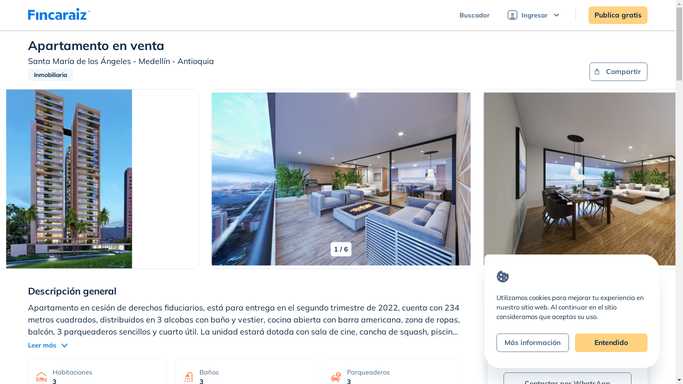 Fincaraiz
Buscador
Ingresar
Publica gratis
Apartamento en venta
Santa María de los Ángeles - Medellín - Antioquia
Inmobiliaria
Compartir
1 / 6
Descripción general
Apartamento en cesión de derechos fiduciarios, está para entrega en el segundo trimestre de 2022, cuenta con 234
metros cuadrados, distribuidos en 3 alcobas con baño y vestier, cocina abierta con barra americana, zona de ropas,
balcón, 3 parqueaderos sencillos y cuarto útil. La unidad estará dotada con sala de cine, cancha de squash, piscin...
Leer más
Habitaciones
3
Baños
3
Parqueaderos
3
Utilizamos cookies para mejorar tu experiencia en
nuestro sitio web. Al continuar en el sitio
consideramos que aceptas su uso.
Más información
Entendido
Contactar por WhatsApp